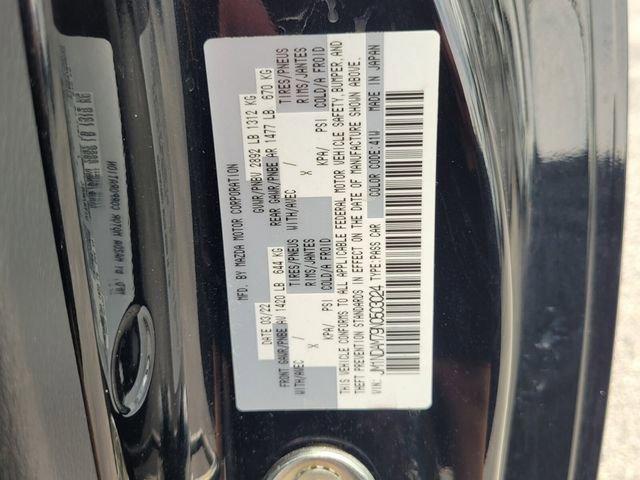 MFD. BY MAZDA MOTOR CORPORATION
DATE 03/22 GVWR/PNBV 2892 LB 1312 KG
FRONT GAWR/PNBE AV 1420 LB 644 KG REAR GAWR/PNBE AR 1477 LB 670 KG
WITH/AVEC TIRES/PNEUS WITH/AVEC / TIRES/PNEUS
X RIMS/JANTES X RIMS/JANTES
KPA/ PSI COLD/A FROID KPA/ PSI COLD/A FROID
THIS VEHICLE CONFORMS TO ALL APPLICABLE FEDERAL MOTOR VEHICLE SAFETY, BUMPER, AND
THEFT PREVENTION STANDARDS IN EFFECT ON THE DATE OF MANUFACTURE SHOWN ABOVE.
VIN: TYPE:PASS CAR COLOR CODE:41W MADE IN JAPAN